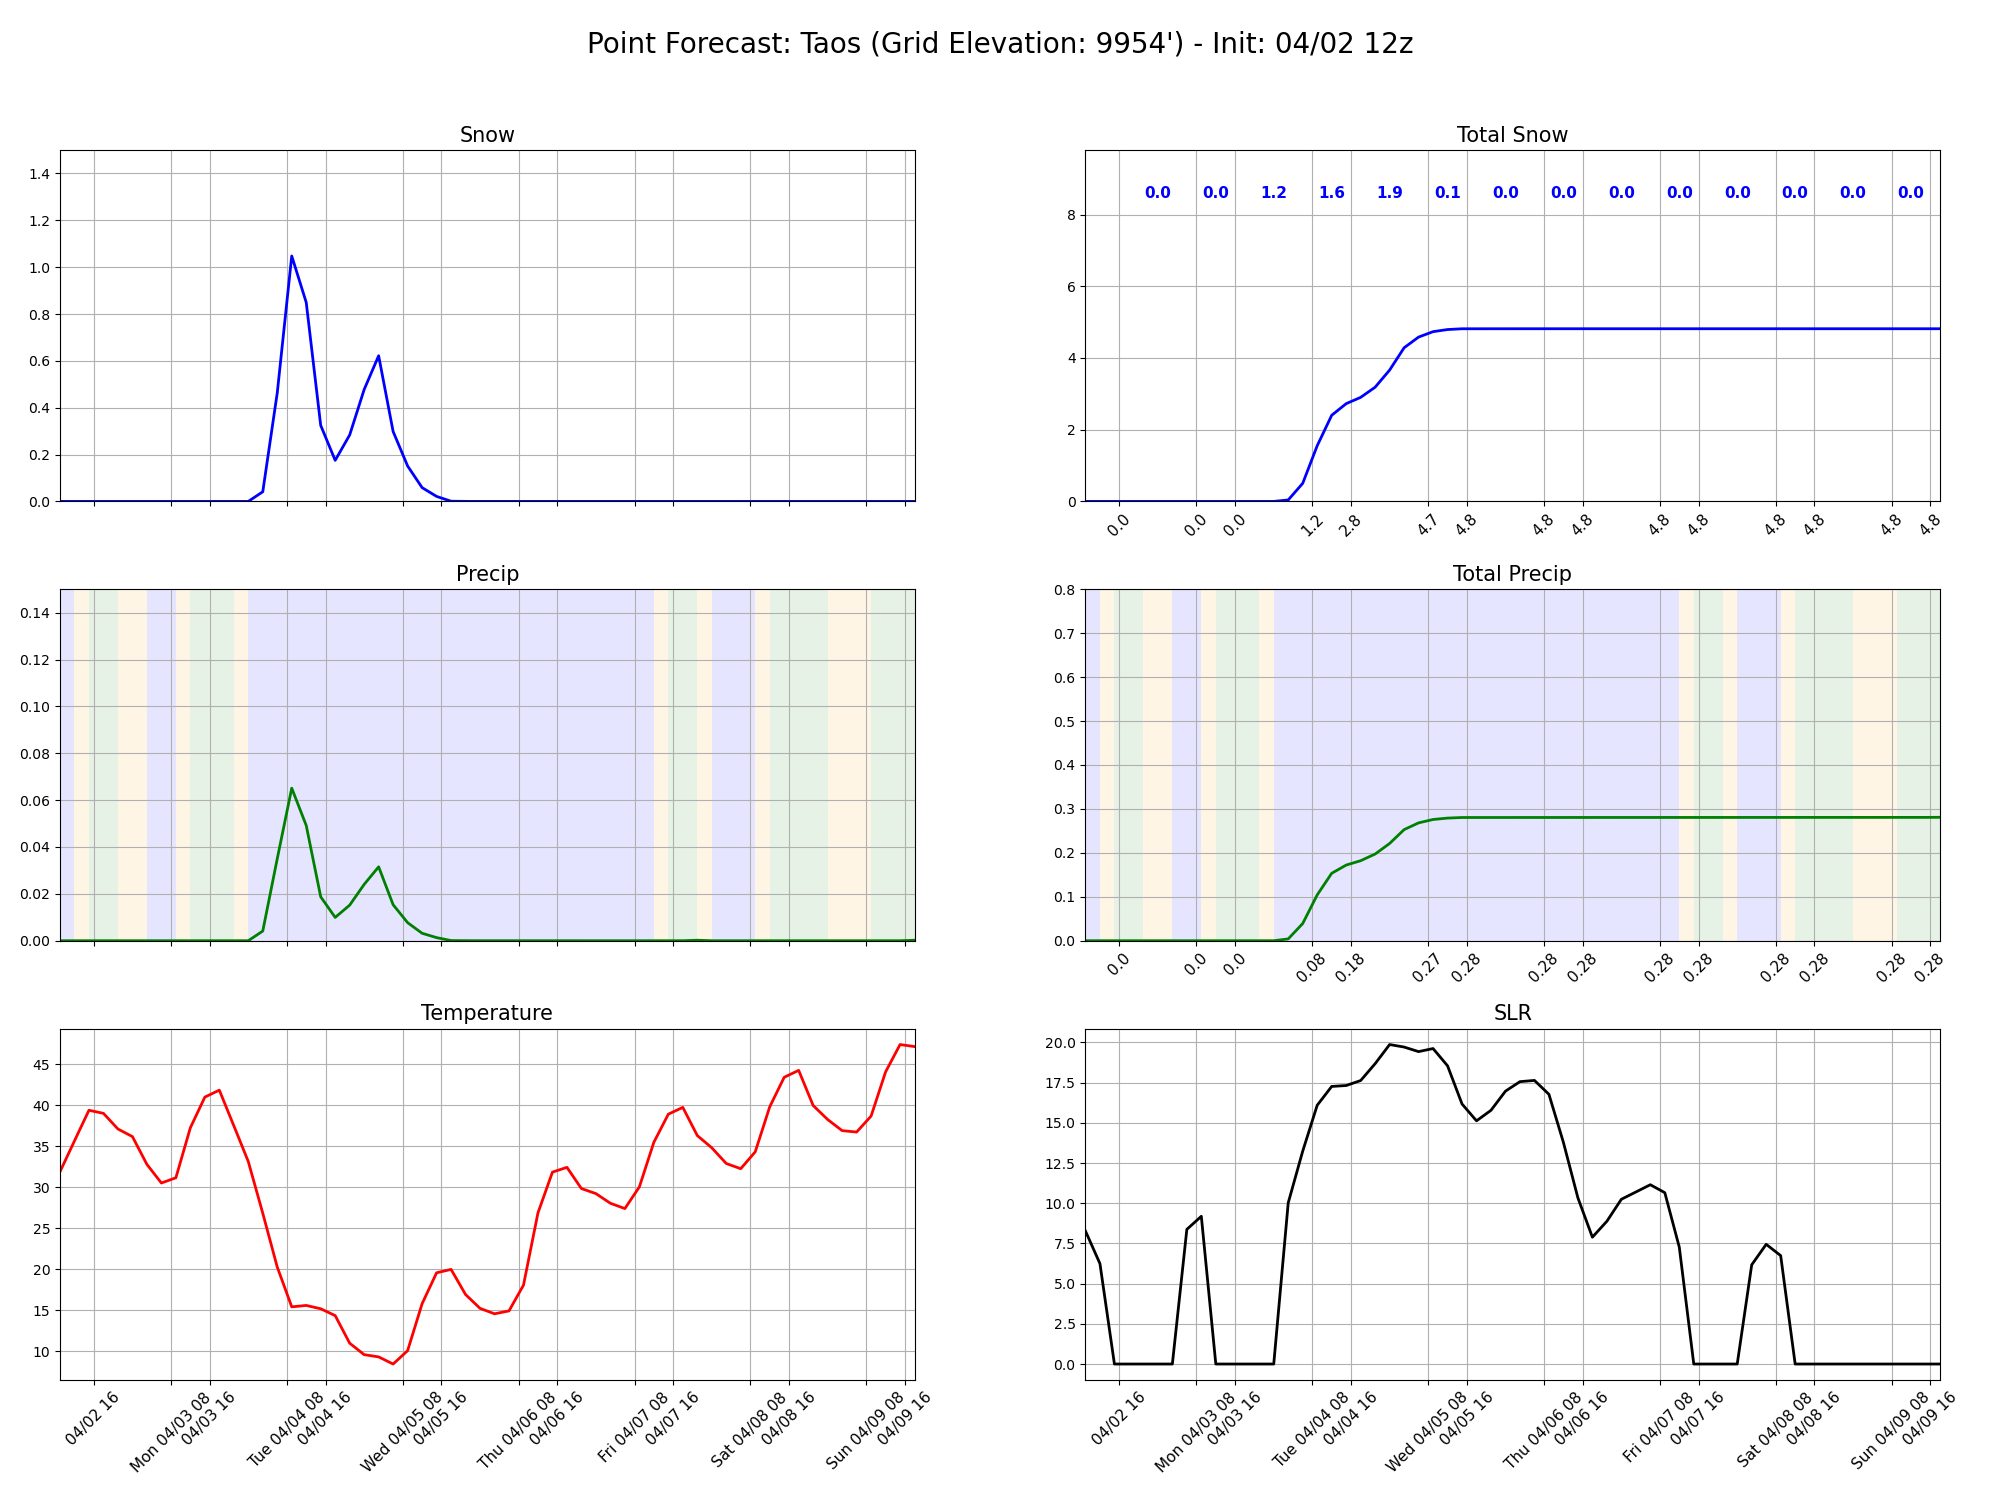 Point Forecast: Taos (Grid Elevation: 9954') - Init: 04/02 12z
Snow
1.4
1.2
1.0
0.8
0.6
0.4
0.2
0.0
Total Snow
0.0 0.0 1.2 1.6 1.9 0.1 0.0 0.0 0.0 0.0 0.0 0.0 0.0 0.0
8
6
4
2
0
0.0 0.0 0.0 1.2 2.8 4.7 4.8 4.8 4.8 4.8 4.8 4.8 4.8 4.8 4.8
Precip
0.14
0.12
0.10
0.08
0.06
0.04
0.02
0.00
Total Precip
0.8
0.7
0.6
0.5
0.4
0.3
0.2
0.1
0.0
0.0 0.0 0.0 0.08 0.18 0.27 0.28 0.28 0.28 0.28 0.28 0.28 0.28 0.28 0.28
Temperature
45
40
35
30
25
20
15
10
04/02 16
Mon 04/03 08
04/03 16
Tue 04/04 08
04/04 16
Wed 04/05 08
04/05 16
Thu 04/06 08
04/06 16
Fri 04/07 08
04/07 16
Sat 04/08 08
04/08 16
Sun 04/09 08
04/09 16
SLR
20.0
17.5
15.0
12.5
10.0
7.5
5.0
2.5
0.0
04/02 16
Mon 04/03 08
04/03 16
Tue 04/04 08
04/04 16
Wed 04/05 08
04/05 16
Thu 04/06 08
04/06 16
Fri 04/07 08
04/07 16
Sat 04/08 08
04/08 16
Sun 04/09 08
04/09 16